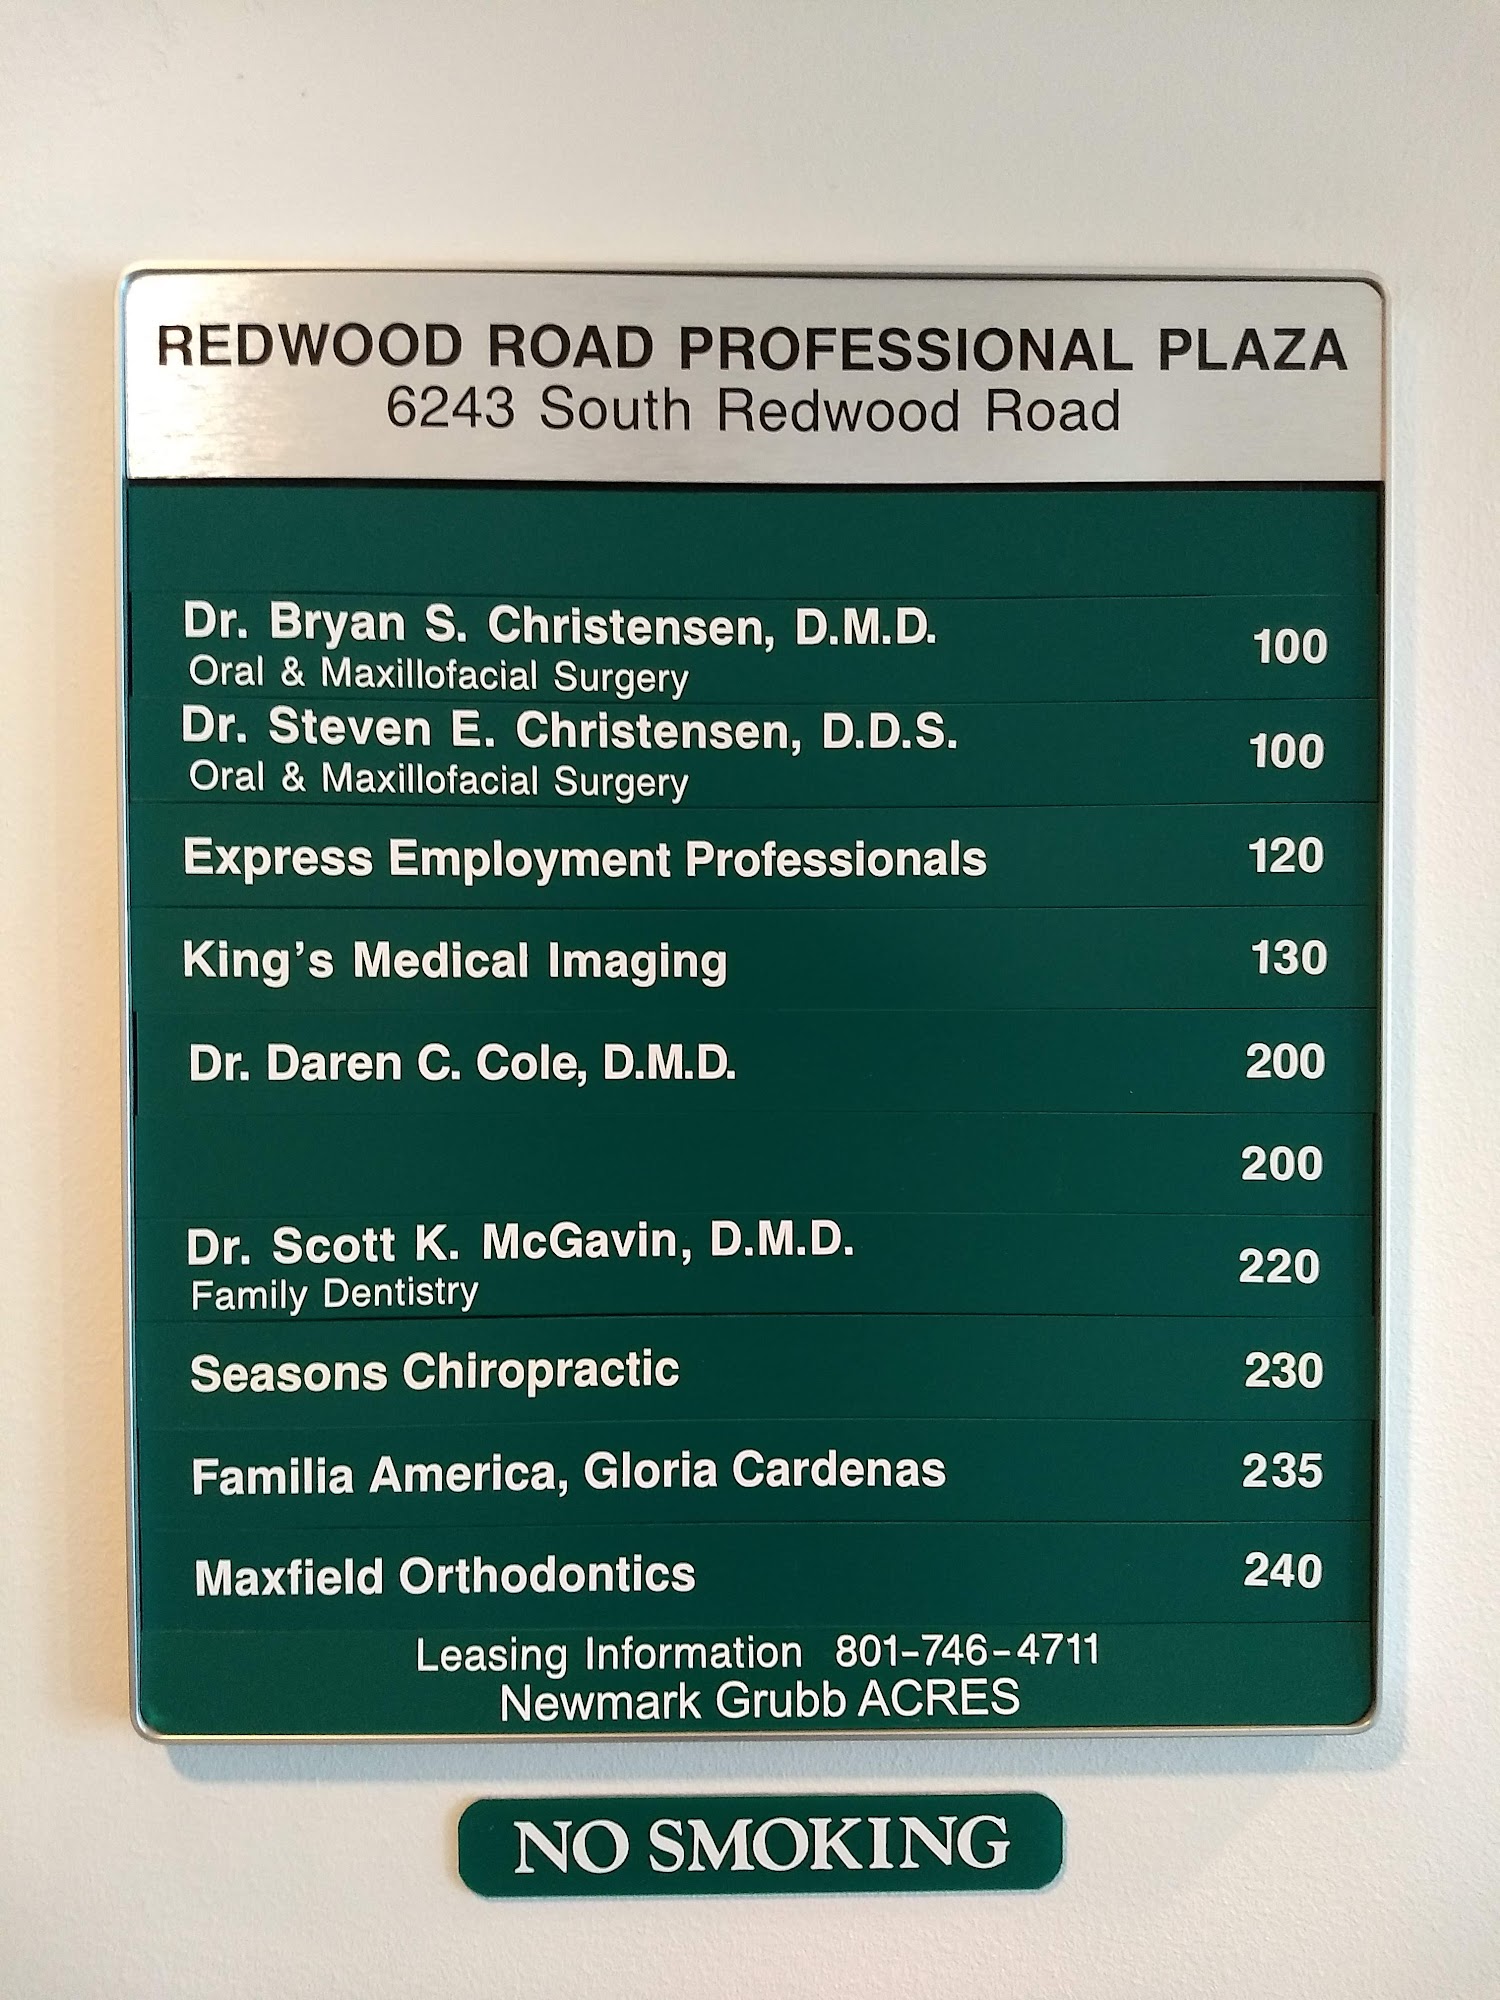 REDWOOD ROAD PROFESSIONAL PLAZA
6243 South Redwood Road
Dr. Bryan S. Christensen, D.M.D. 100
Oral & Maxillofacial Surgery
Dr. Steven E. Christensen, D.D.S. 100
Oral & Maxillofacial Surgery
Express Employment Professionals 120
King's Medical Imaging 130
Dr. Daren C. Cole, D.M.D. 200
200
Dr. Scott K. McGavin, D.M.D. 220
Family Dentistry
Seasons Chiropractic 230
Familia America, Gloria Cardenas 235
Maxfield Orthodontics 240
Leasing Information 801-746-4711
Newmark Grubb ACRES
NO SMOKING